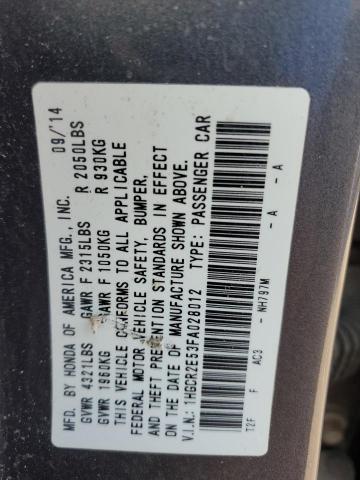 MFD. BY HONDA OF AMERICA MFG., INC. 09/'14
GVWR 4321LBS GAWR F 2315LBS R 2050LBS
GVWR 1960KG GAWR F 1050KG R 930KG
THIS VEHICLE CONFORMS TO ALL APPLICABLE
FEDERAL MOTOR VEHICLE SAFETY, BUMPER,
AND THEFT PREVENTION STANDARDS IN EFFECT
ON THE DATE OF MANUFACTURE SHOWN ABOVE.
V.I.N.: 1HGCR2E53FA028012 TYPE: PASSENGER CAR
T2F F AC3 - NH797M - A - A